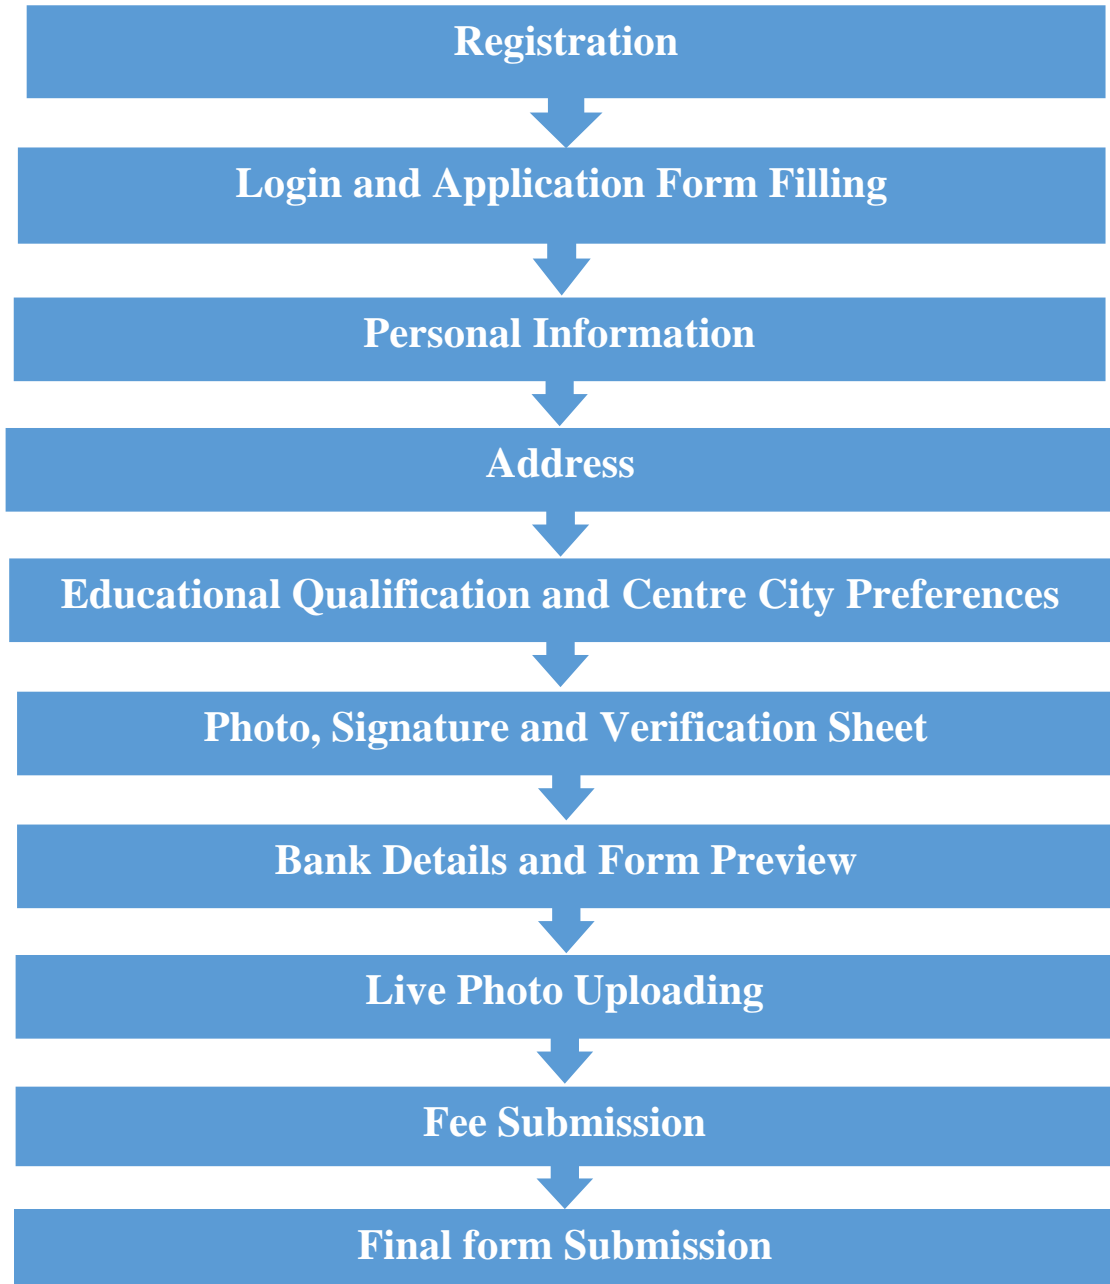 Registration
Login and Application Form Filling
Personal Information
Address
Educational Qualification and Centre City Preferences
Photo, Signature and Verification Sheet
Bank Details and Form Preview
Live Photo Uploading
Fee Submission
Final form Submission